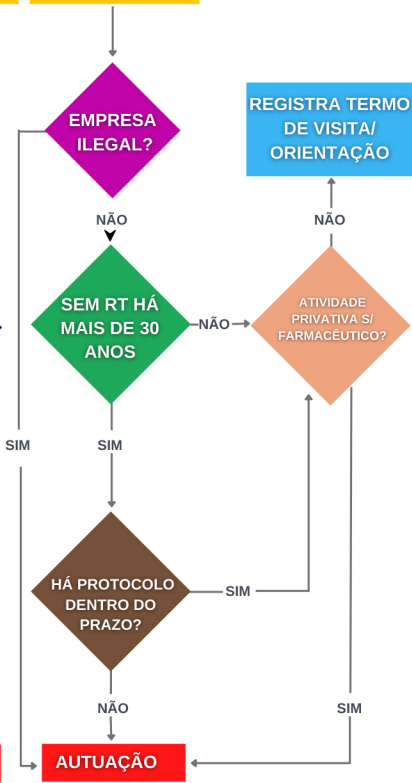 EMPRESA
ILEGAL?
REGISTRA TERMO
DE VISITA/
ORIENTAÇÃO
NÃO
NÃO
SEM RT HÁ
MAIS DE 30
ANOS
NÃO
ATIVIDADE
PRIVATIVA S/
FARMACÊUTICO?
SIM
SIM
HÁ PROTOCOLO
DENTRO DO
PRAZO?
SIM
NÃO
SIM
AUTUAÇÃO